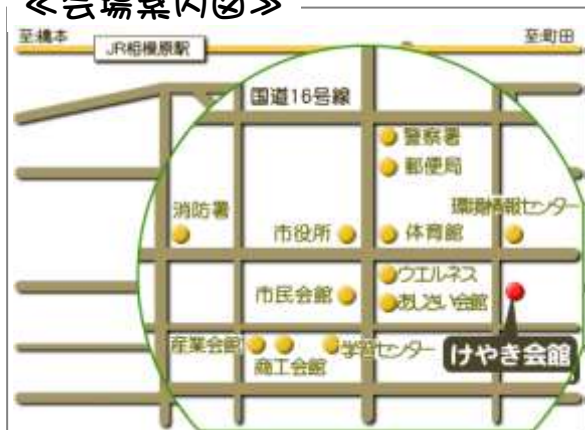 ≪会場案内図≫
至:橋本
至:町田
JR相模原駅
国道16号線
警察署
郵便局
消防署
環境情報センター
市役所
体育館
ウエルネス
市民会館
あじさい会館
産業会館
学習センター
けやき会館
商工会館